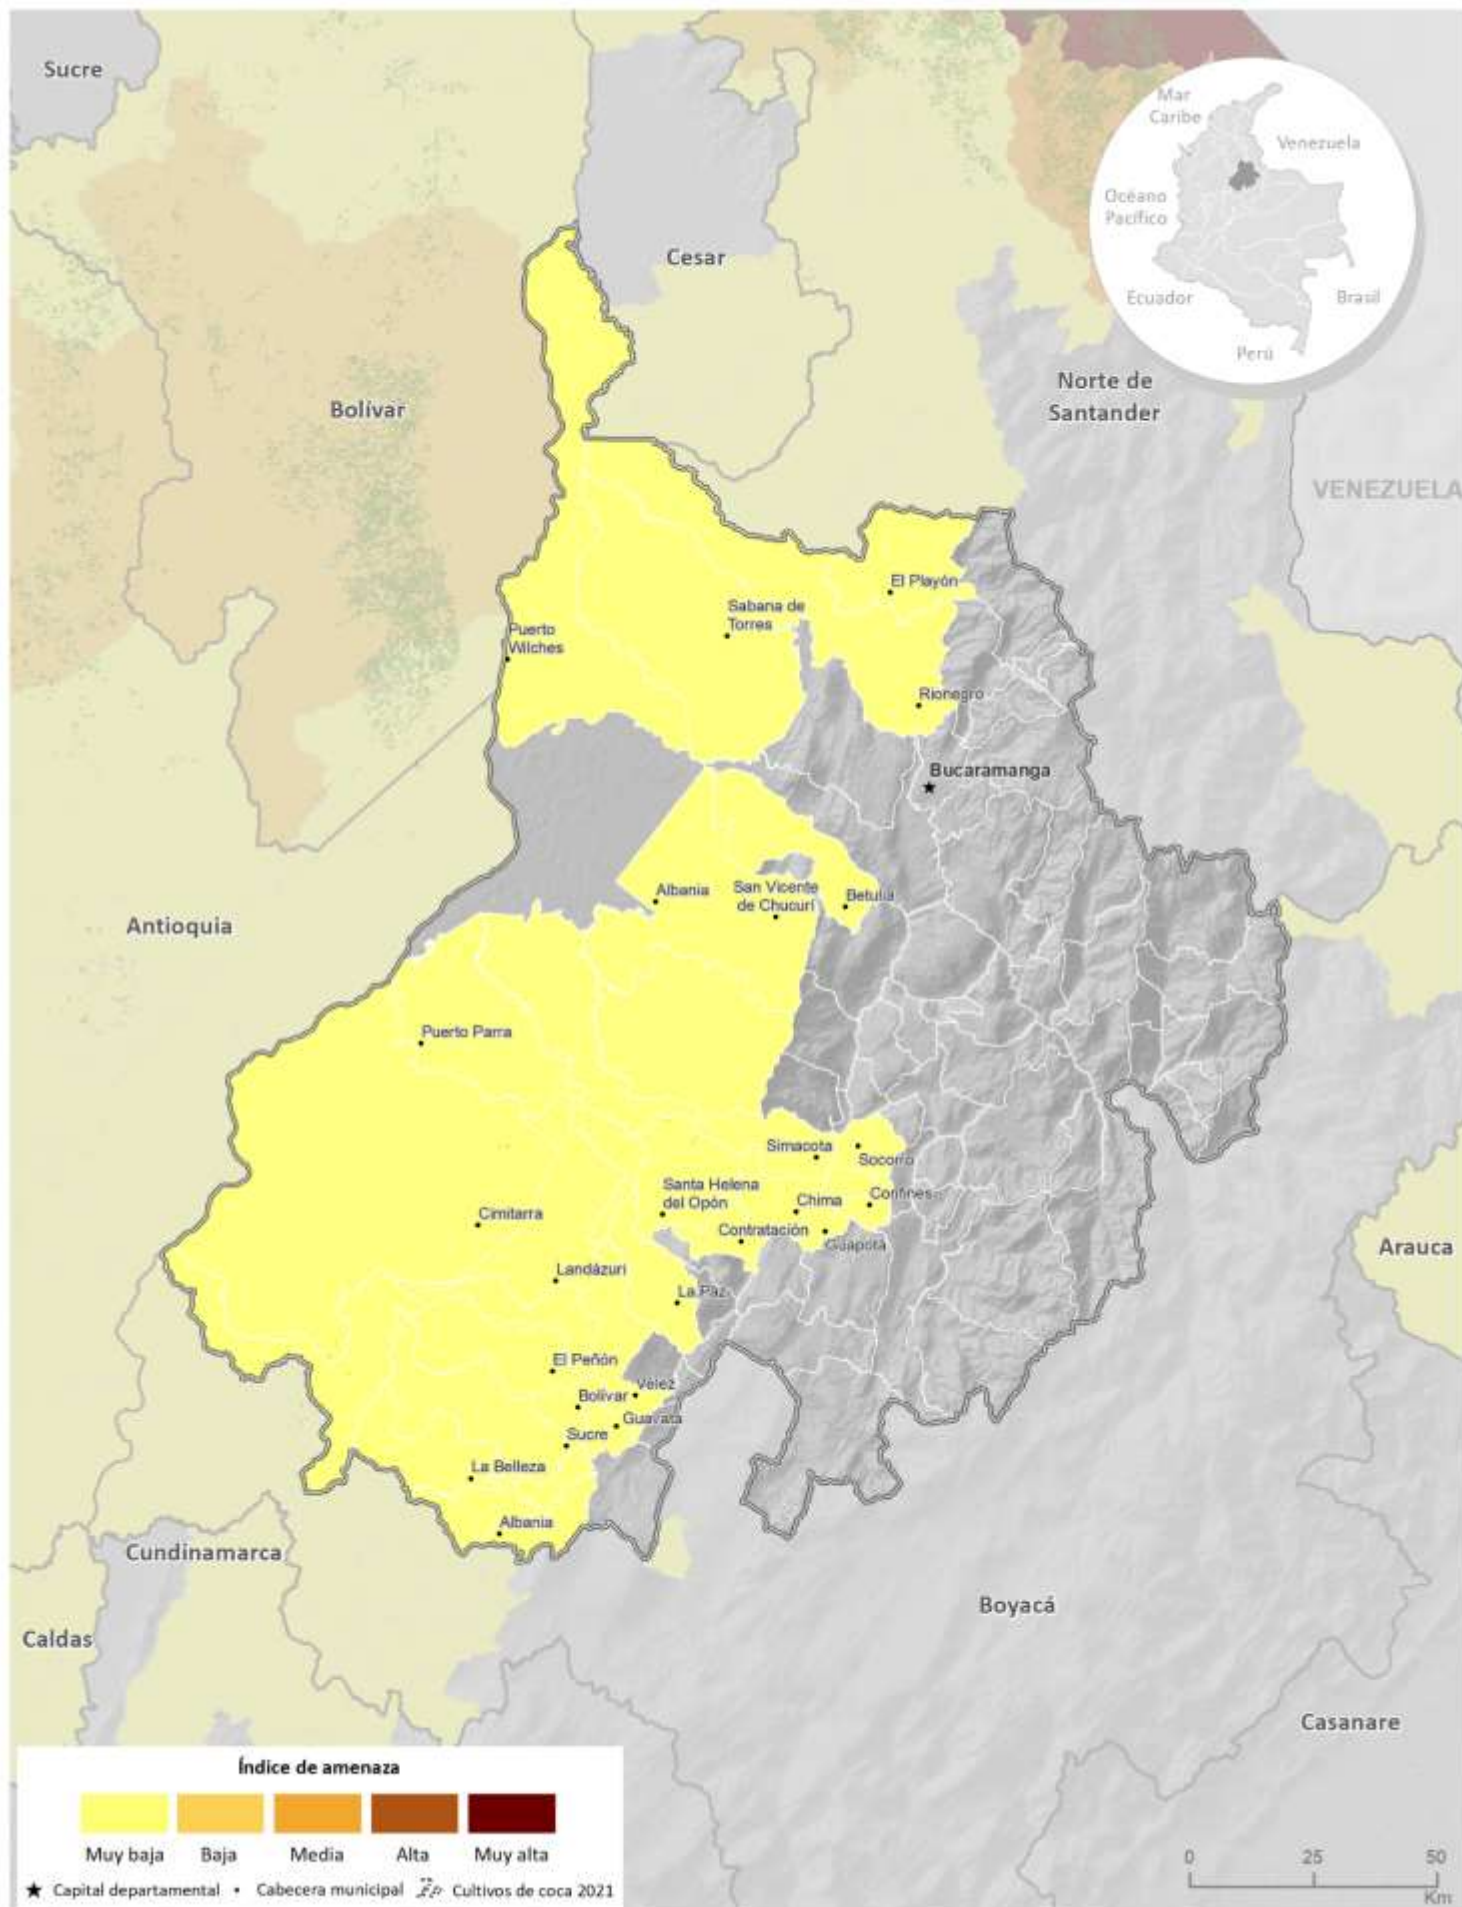 Sucre
Mar
Caribe
Venezuela
Océano
Pacífico
Ecuador
Brasil
Perú
Cesar
Norte de
Santander
Bolívar
VENEZUELA
El Playón
Sabana de
Torres
Puerto
Wilches
Rionegro
Bucaramanga
Albania
San Vicente
de Chucurí
Betulia
Antioquia
Puerto Parra
Simacota
Socorro
Santa Helena
del Opón
Chima
Confines
Cimitarra
Contratación
Guapotá
Arauca
Landázuri
La Paz
El Peñón
Vélez
Bolívar
Guavatá
Sucre
La Belleza
Albania
Cundinamarca
Boyacá
Caldas
Casanare
Índice de amenaza
Muy baja Baja Media Alta Muy alta
Capital departamental Cabecera municipal Cultivos de coca 2021
0 25 50
Km